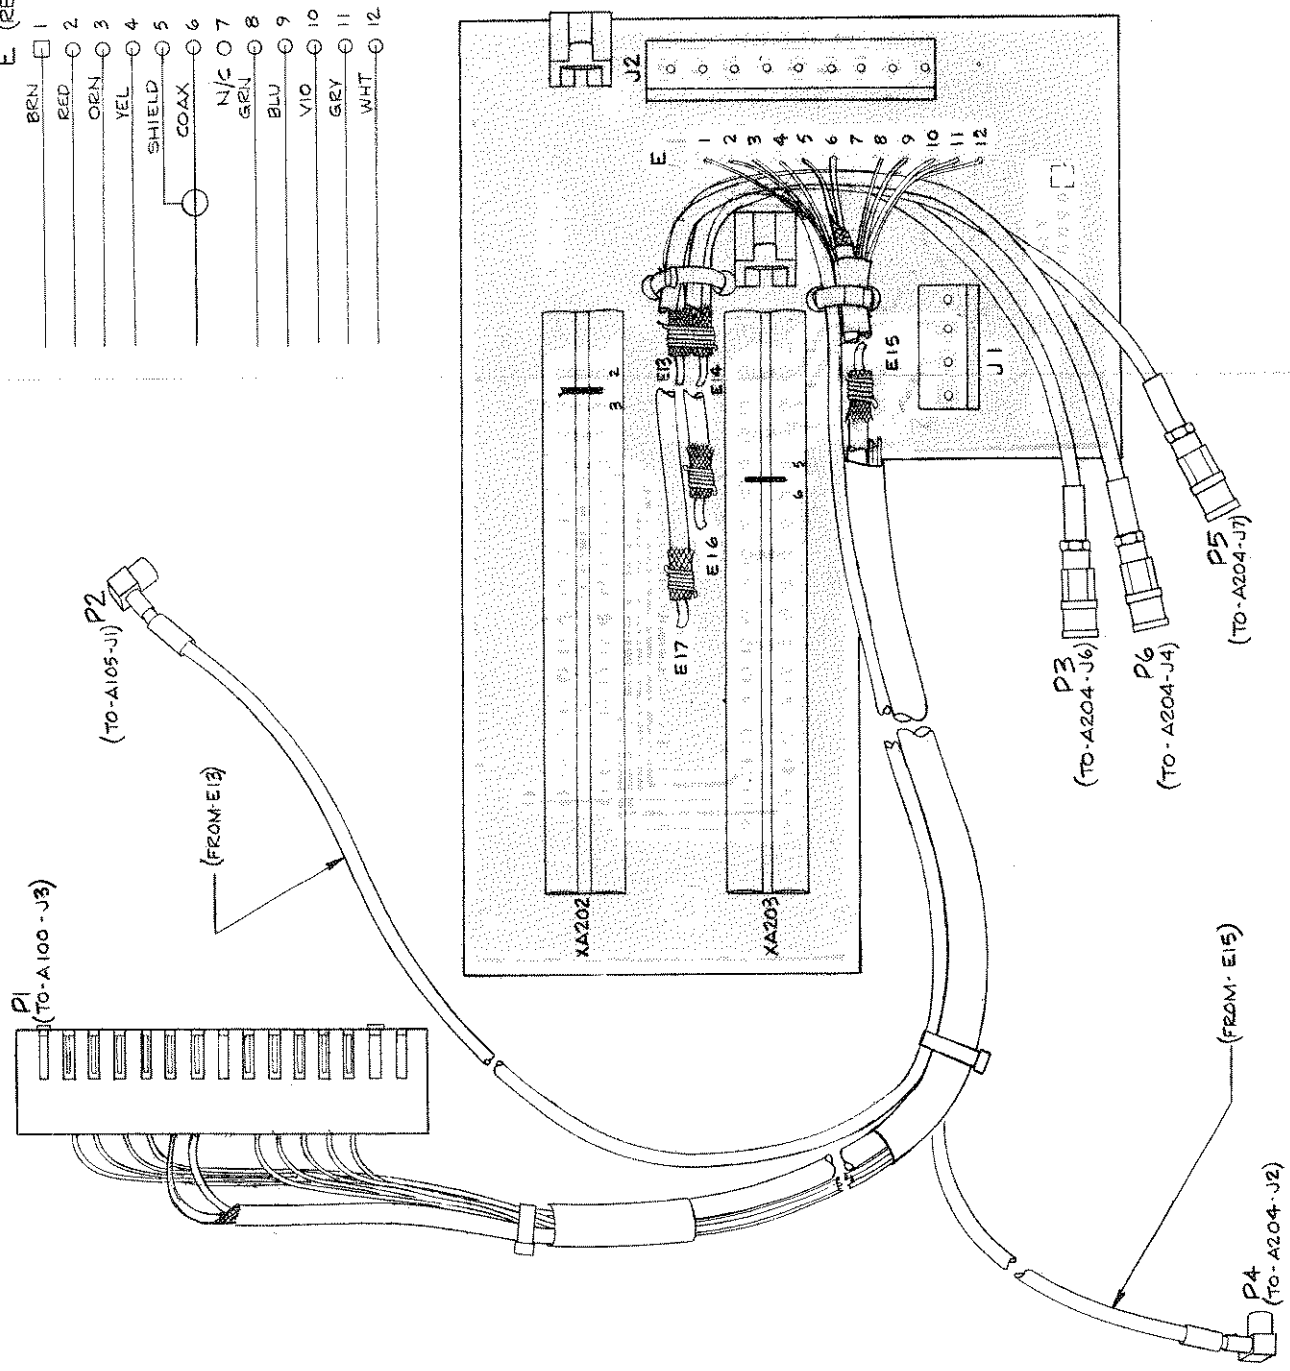 E (RE
BRN 1
RED 2
ORN 3
YEL 4
SHIELD 5
COAX 6
N/C 7
GRN 8
BLU 9
VIO 10
GRY 11
WHT 12
J2
E
1
2
3
4
5
6
7
8
9
10
11
12
E13
E14
E15
J1
2
3
5
6
E16
E17
XA202
XA203
P2
(TO-A105-J1)
(FROM-E13)
P1
(TO-A100-J3)
P5
(TO-A204-J7)
P3
(TO-A204-J6)
P6
(TO-A204-J4)
(FROM-E15)
P4
(TO-A204-J2)